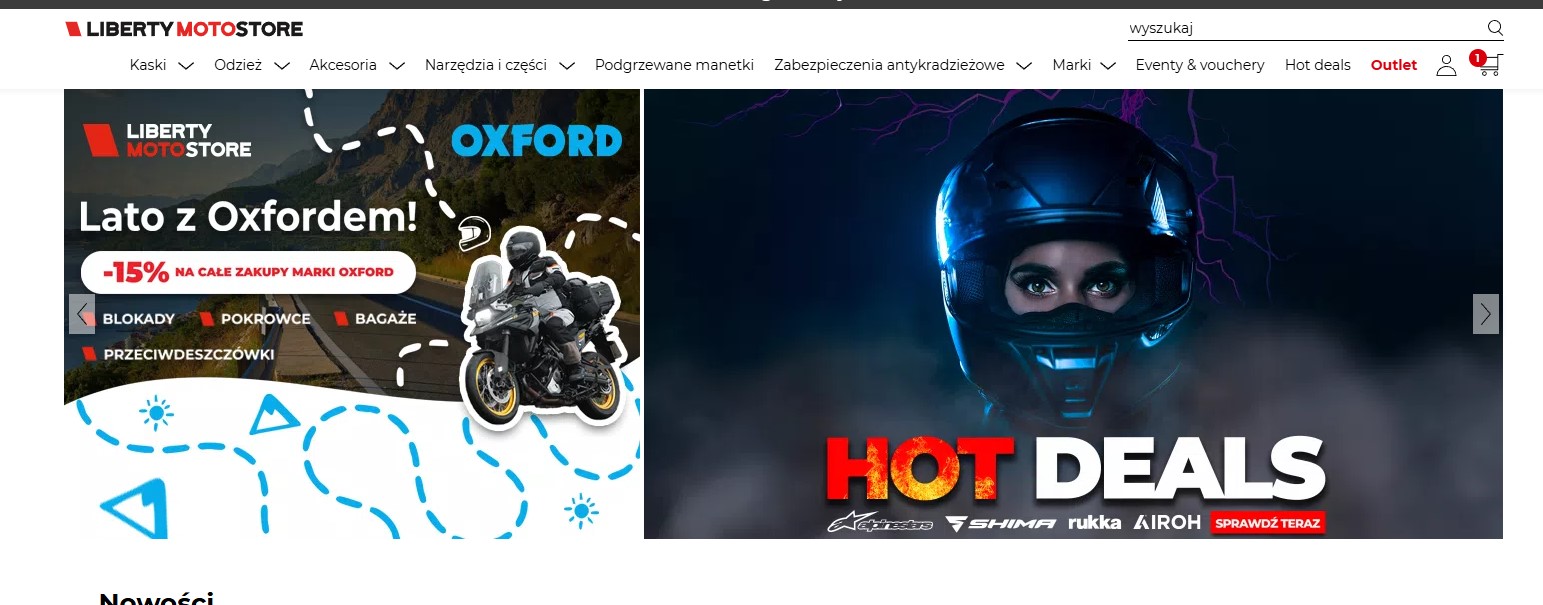 LIBERTY MOTOSTORE
wyszukaj
Kaski Odzież Akcesoria Narzędzia i części Podgrzewane manetki Zabezpieczenia antykradzieżowe Marki Eventy & vouchery Hot deals Outlet 1
LIBERTY
MOTOSTORE
OXFORD
Lato z Oxfordem!
-15% NA CAŁE ZAKUPY MARKI OXFORD
BLOKADY POKROWCE BAGAŻE
PRZECIWDESZCZÓWKI
HOT DEALS
alpinestars SHIMA rukka AIROH SPRAWDŹ TERAZ
Nowości